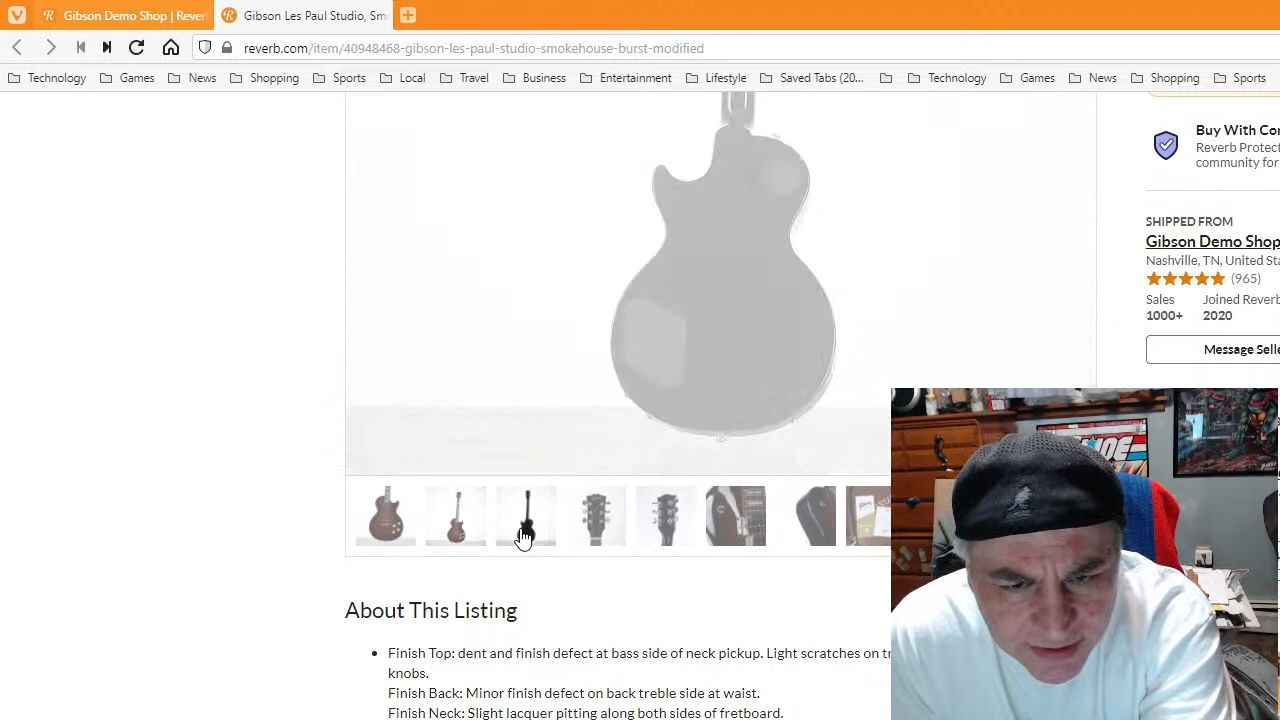 Gibson Demo Shop | Rever
Gibson Les Paul Studio, Sm
reverb.com/item/40948468-gibson-les-paul-studio-smokehouse-burst-modified
Technology Games News Shopping Sports Local Travel Business Entertainment Lifestyle Saved Tabs (20... Technology Games News Shopping Sports
Buy With Co
Reverb Protect
community for
SHIPPED FROM
Gibson Demo Shop
Nashville, TN, United Sta
(965)
Sales Joined Reverb
1000+ 2020
Message Selle
About This Listing
Finish Top: dent and finish defect at bass side of neck pickup. Light scratches on tr
knobs.
Finish Back: Minor finish defect on back treble side at waist.
Finish Neck: Slight lacquer pitting along both sides of fretboard.